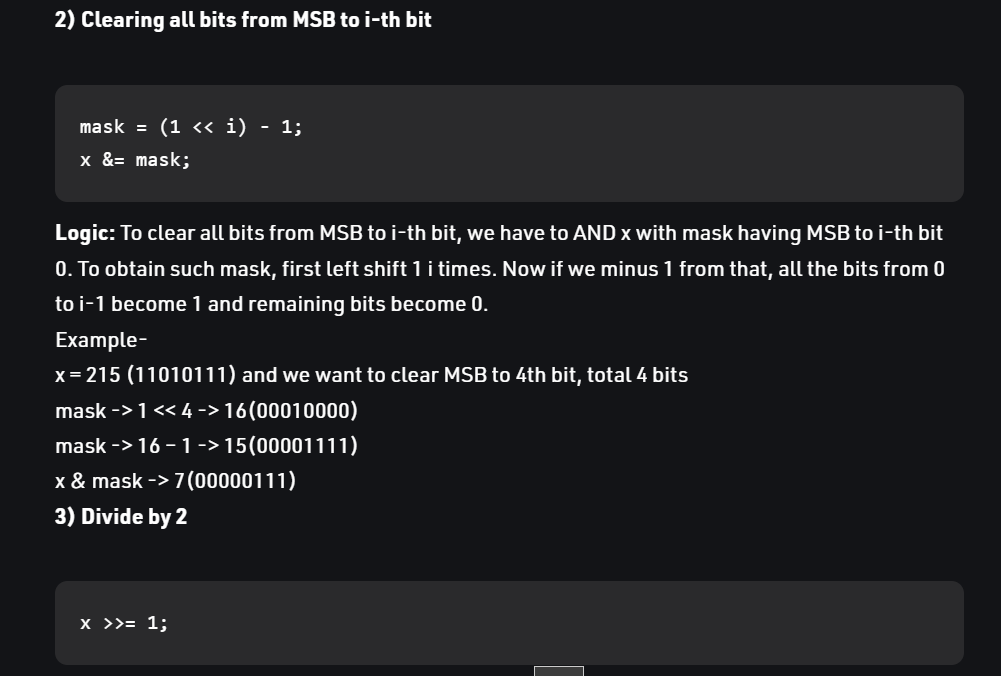 2) Clearing all bits from MSB to i-th bit
mask = (1 << i) - 1;
x &= mask;
Logic: To clear all bits from MSB to i-th bit, we have to AND x with mask having MSB to i-th bit
0. To obtain such mask, first left shift 1 i times. Now if we minus 1 from that, all the bits from 0
to i-1 become 1 and remaining bits become 0.
Example-
x = 215 (11010111) and we want to clear MSB to 4th bit, total 4 bits
mask -> 1 << 4 -> 16(00010000)
mask -> 16 – 1 -> 15(00001111)
x & mask -> 7(00000111)
3) Divide by 2
x >>= 1;